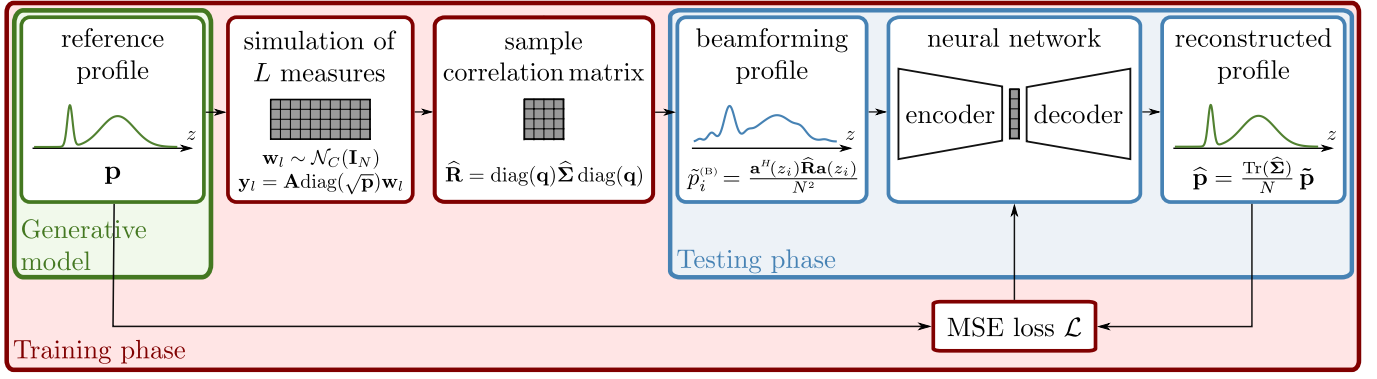 reference
profile
z
p
Generative
model
simulation of
L measures
w_l ∼ 𝒩_C(I_N)
y_l = Adiag(√p)w_l
sample
correlation matrix
R̂ = diag(q)Σ̂ diag(q)
beamforming
profile
z
p̃_i^(B) = a^H(z_i)R̂a(z_i) / N²
neural network
encoder
decoder
reconstructed
profile
z
p̂ = Tr(Σ̂)/N p̃
Testing phase
MSE loss ℒ
Training phase